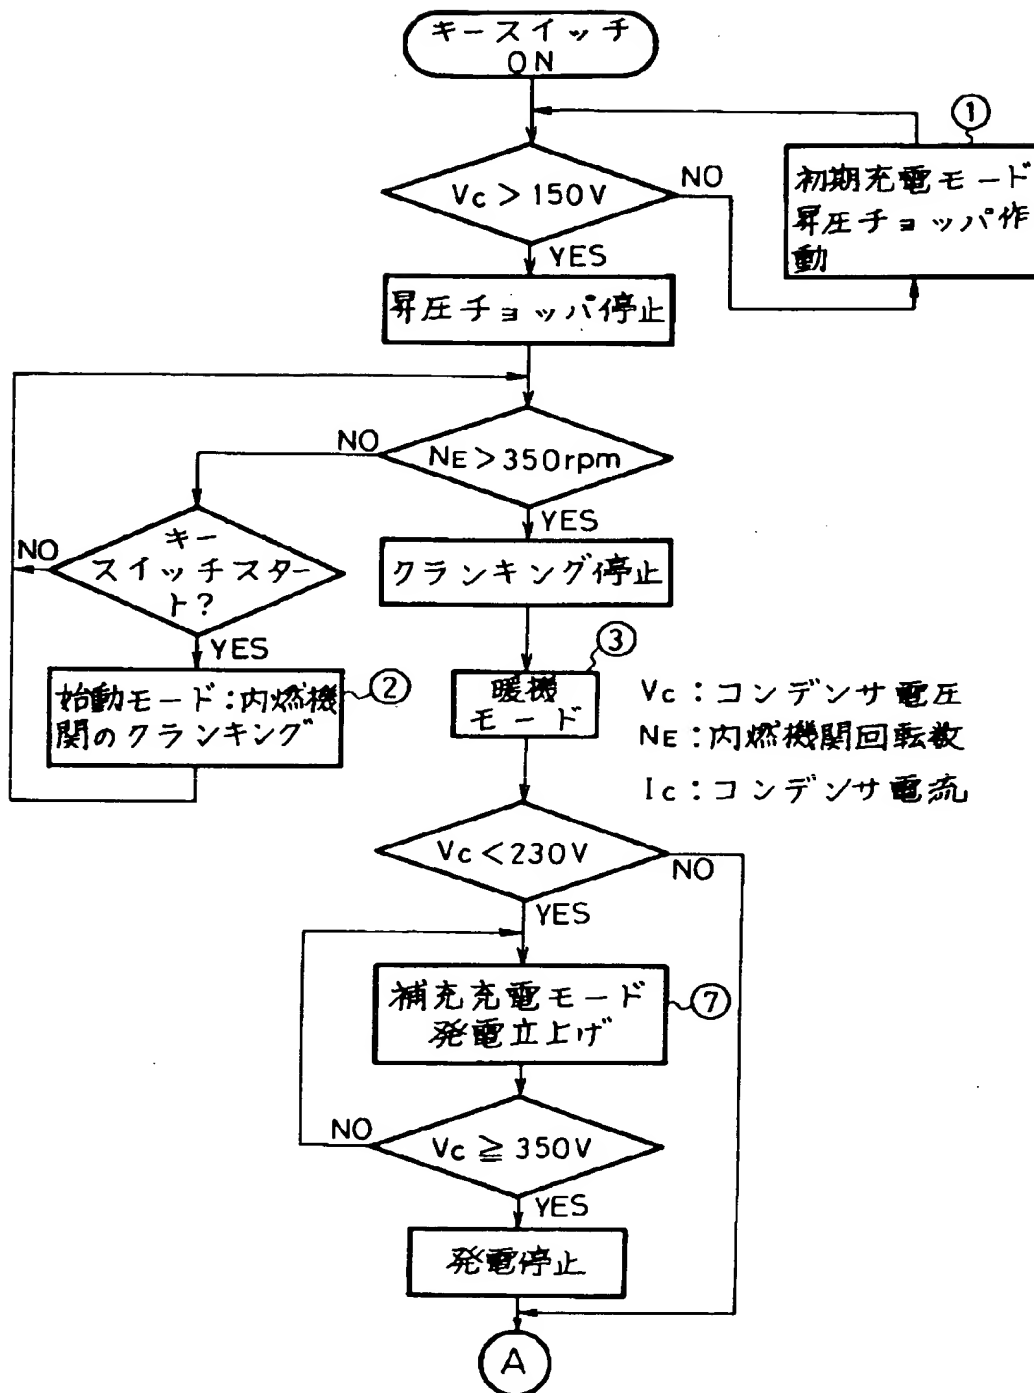 キースイッチ
ON
①
Vc > 150V
NO
初期充電モード
昇圧チョッパ作
動
YES
昇圧チョッパ停止
NO
NE > 350rpm
YES
キー
スイッチスター
ト?
NO
クランキング停止
YES
③
始動モード:内燃機
関のクランキング
②
暖機
モード
Vc:コンデンサ電圧
NE:内燃機関回転数
Ic:コンデンサ電流
Vc < 230V
NO
YES
補充充電モード
発電立上げ
⑦
NO
Vc ≧ 350V
YES
発電停止
A